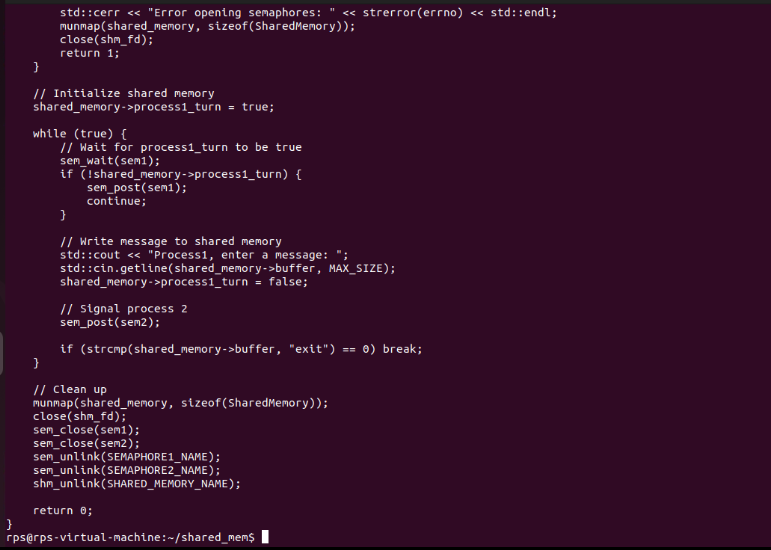 std::cerr << "Error opening semaphores: " << strerror(errno) << std::endl;
        munmap(shared_memory, sizeof(SharedMemory));
        close(shm_fd);
        return 1;
    }

    // Initialize shared memory
    shared_memory->process1_turn = true;

    while (true) {
        // Wait for process1_turn to be true
        sem_wait(sem1);
        if (!shared_memory->process1_turn) {
            sem_post(sem1);
            continue;
        }

        // Write message to shared memory
        std::cout << "Process1, enter a message: ";
        std::cin.getline(shared_memory->buffer, MAX_SIZE);
        shared_memory->process1_turn = false;

        // Signal process 2
        sem_post(sem2);

        if (strcmp(shared_memory->buffer, "exit") == 0) break;
    }

    // Clean up
    munmap(shared_memory, sizeof(SharedMemory));
    close(shm_fd);
    sem_close(sem1);
    sem_close(sem2);
    sem_unlink(SEMAPHORE1_NAME);
    sem_unlink(SEMAPHORE2_NAME);
    shm_unlink(SHARED_MEMORY_NAME);

    return 0;
}
rps@rps-virtual-machine:~/shared_mem$